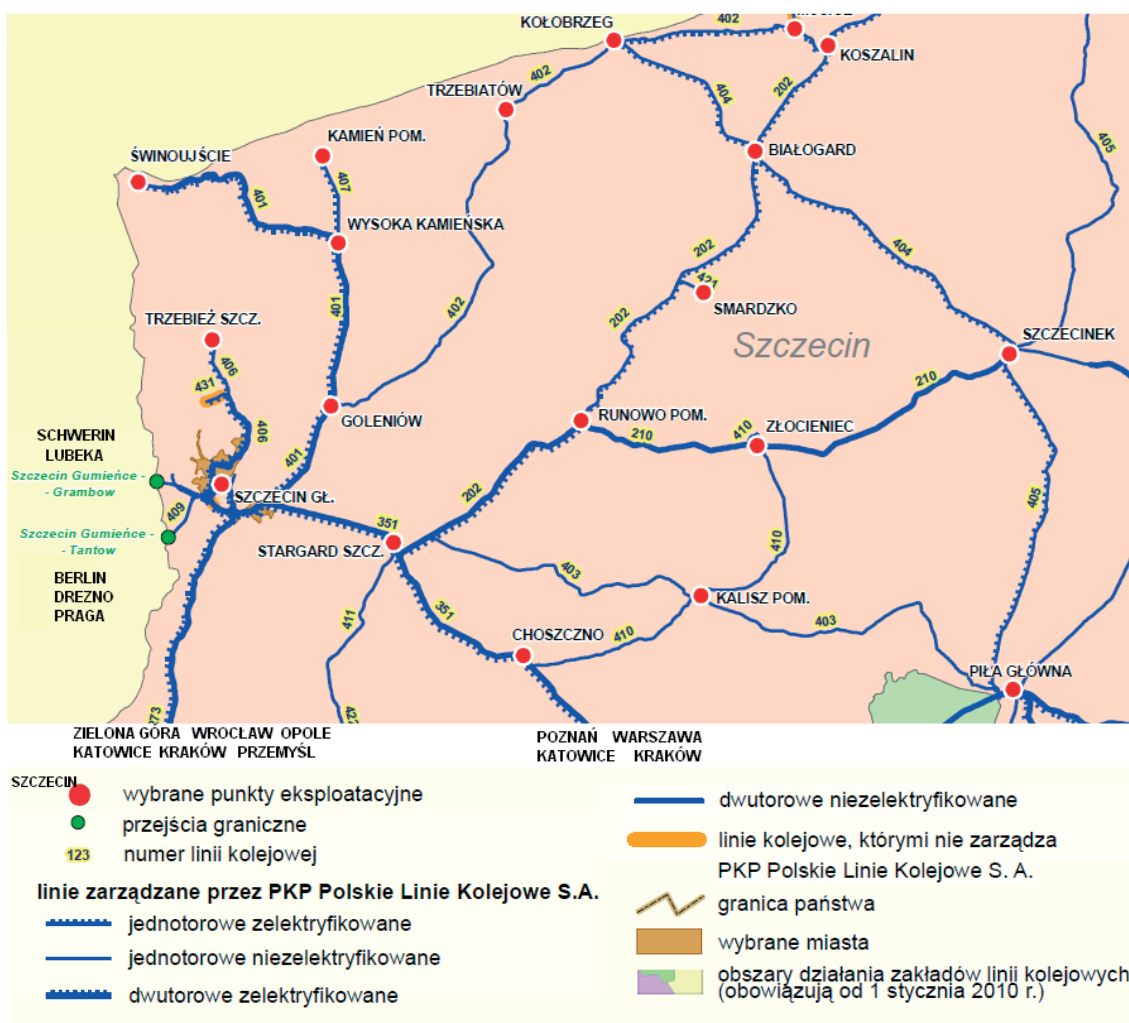 KOŁOBRZEG
402
KOSZALIN
402
TRZEBIATÓW
404
202
KAMIEŃ POM.
405
ŚWINOUJŚCIE
BIAŁOGARD
407
401
WYSOKA KAMIEŃSKA
202
404
401
402
SMARDZKO
202
TRZEBIEŻ SZCZ.
Szczecin
SZCZECINEK
406
431
210
GOLENIÓW
RUNOWO POM.
410
ZŁOCIENIEC
210
406
SCHWERIN
LUBEKA
401
Szczecin Gumieńce -
- Grambow
SZCZECIN GŁ.
202
405
409
351
Szczecin Gumieńce -
- Tantow
STARGARD SZCZ.
410
403
BERLIN
DREZNO
PRAGA
KALISZ POM.
351
411
CHOSZCZNO
410
403
PIŁA GŁÓWNA
273
ZIELONA GÓRA WROCŁAW OPOLE
KATOWICE KRAKÓW PRZEMYŚL
POZNAŃ WARSZAWA
KATOWICE KRAKÓW
SZCZECIN
wybrane punkty eksploatacyjne
przejścia graniczne
123 numer linii kolejowej
linie zarządzane przez PKP Polskie Linie Kolejowe S.A.
jednotorowe zelektryfikowane
jednotorowe niezelektryfikowane
dwutorowe zelektryfikowane
dwutorowe niezelektryfikowane
linie kolejowe, którymi nie zarządza
PKP Polskie Linie Kolejowe S. A.
granica państwa
wybrane miasta
obszary działania zakładów linii kolejowych
(obowiązują od 1 stycznia 2010 r.)